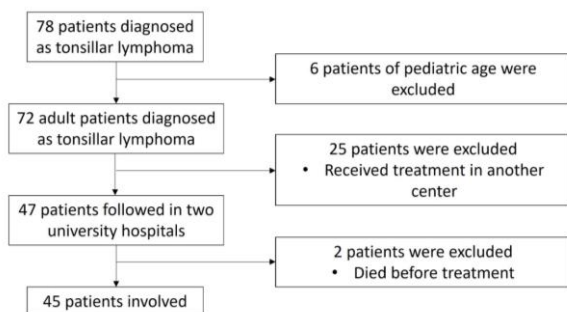 78 patients diagnosed
as tonsillar lymphoma
6 patients of pediatric age were
excluded
72 adult patients diagnosed
as tonsillar lymphoma
25 patients were excluded
• Received treatment in another
center
47 patients followed in two
university hospitals
2 patients were excluded
• Died before treatment
45 patients involved